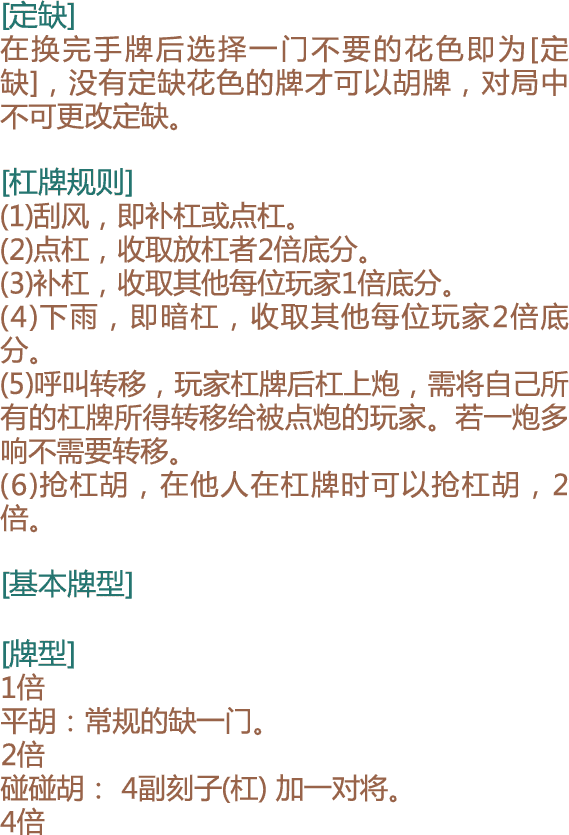 [定缺]
在换完手牌后选择一门不要的花色即为[定
缺]，没有定缺花色的牌才可以胡牌，对局中
不可更改定缺。
[杠牌规则]
(1)刮风，即补杠或点杠。
(2)点杠，收取放杠者2倍底分。
(3)补杠，收取其他每位玩家1倍底分。
(4)下雨，即暗杠，收取其他每位玩家2倍底
分。
(5)呼叫转移，玩家杠牌后杠上炮，需将自己所
有的杠牌所得转移给被点炮的玩家。若一炮多
响不需要转移。
(6)抢杠胡，在他人在杠牌时可以抢杠胡，2
倍。
[基本牌型]
[牌型]
1倍
平胡：常规的缺一门。
2倍
碰碰胡： 4副刻子(杠) 加一对将。
4倍